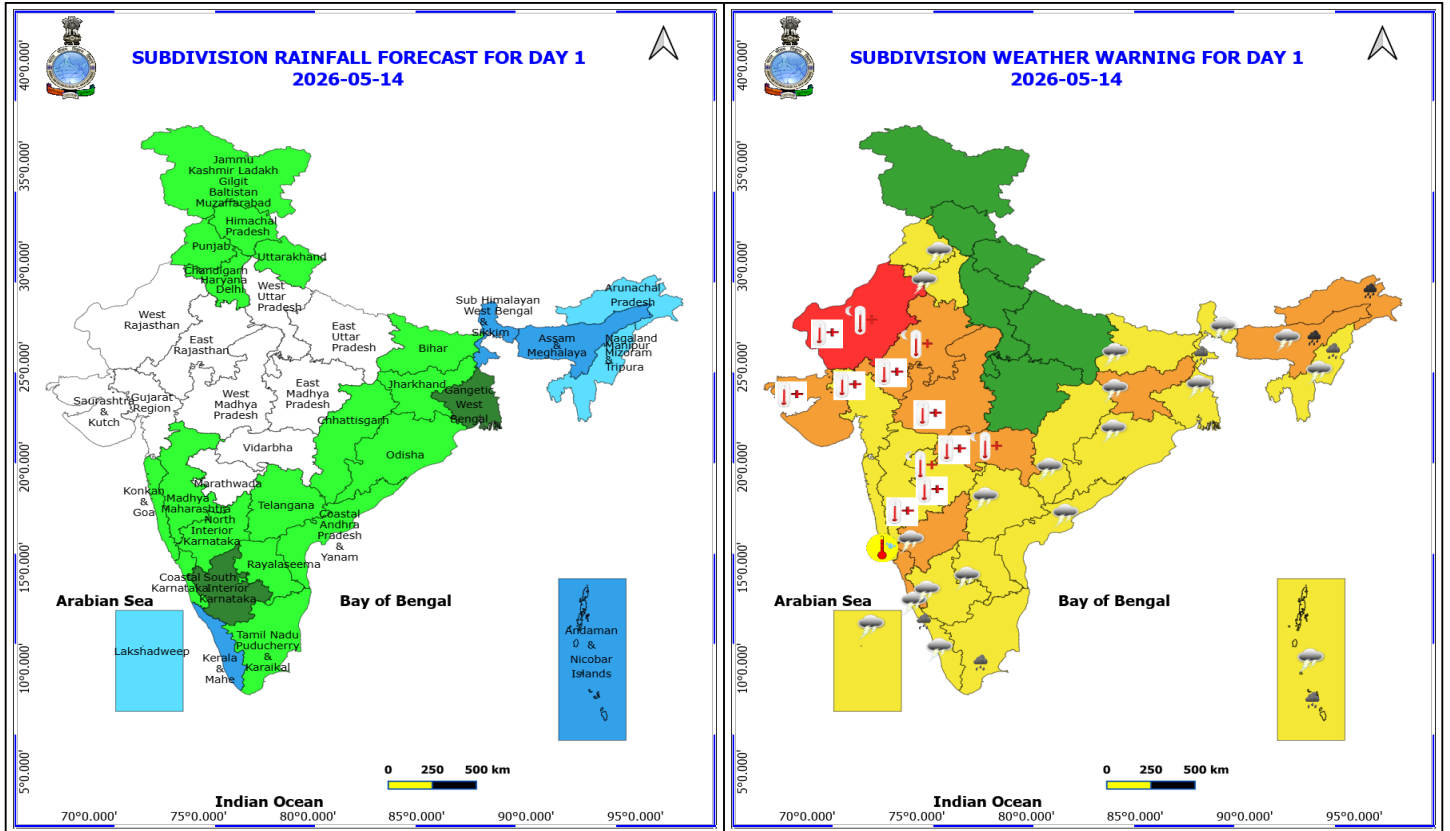 SUBDIVISION RAINFALL FORECAST FOR DAY 1
2026-05-14
40°0.000'
35°0.000'
30°0.000'
25°0.000'
20°0.000'
15°0.000'
10°0.000'
5°0.000'
Jammu
Kashmir Ladakh
Gilgit
Baltistan
Muzaffarabad
Himachal
Pradesh
Punjab
Uttarakhand
Chandigarh
Haryana
Delhi
West
Uttar
Pradesh
West
Rajasthan
East
Rajasthan
East
Uttar
Pradesh
Sub Himalayan
West Bengal
&
Sikkim
Arunachal
Pradesh
Assam
&
Meghalaya
Nagaland
Manipur
Mizoram
&
Tripura
Bihar
Jharkhand
Gangetic
West
Bengal
Saurashtra
&
Kutch
Gujarat
Region
West
Madhya
Pradesh
East
Madhya
Pradesh
Chhattisgarh
Vidarbha
Odisha
Konkan
&
Goa
Madhya
Maharashtra
Marathwada
Telangana
North
Interior
Karnataka
Coastal
Andhra
Pradesh
&
Yanam
Rayalaseema
Coastal
Karnataka
South
Interior
Karnataka
Arabian Sea
Bay of Bengal
Lakshadweep
Kerala
&
Mahe
Tamil Nadu
Puducherry
&
Karaikal
Andaman
&
Nicobar
Islands
0 250 500 km
Indian Ocean
70°0.000' 75°0.000' 80°0.000' 85°0.000' 90°0.000' 95°0.000'
SUBDIVISION WEATHER WARNING FOR DAY 1
2026-05-14
40°0.000'
35°0.000'
30°0.000'
25°0.000'
20°0.000'
15°0.000'
10°0.000'
5°0.000'
Arabian Sea
Bay of Bengal
0 250 500 km
Indian Ocean
70°0.000' 75°0.000' 80°0.000' 85°0.000' 90°0.000' 95°0.000'